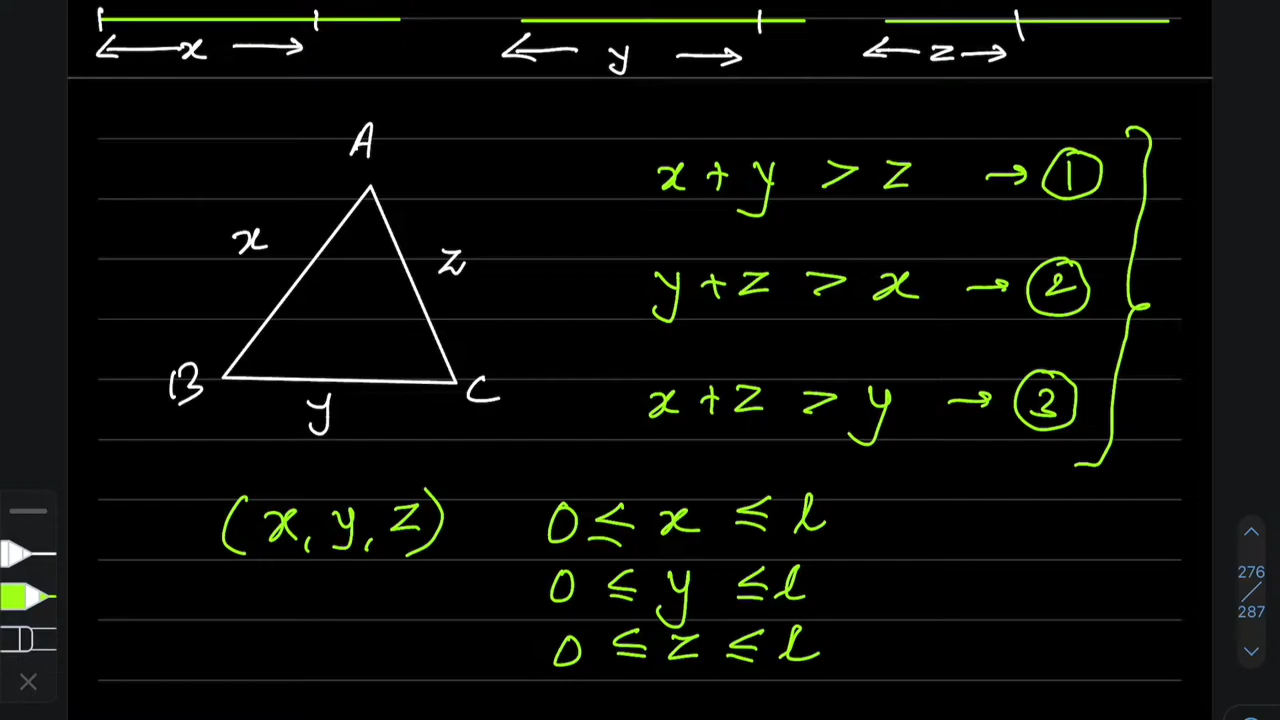 x y z
A
x z
B y C
x + y > z → 1
y + z > x → 2
x + z > y → 3
(x, y, z) 0 ≤ x ≤ l
0 ≤ y ≤ l
0 ≤ z ≤ l
276
287